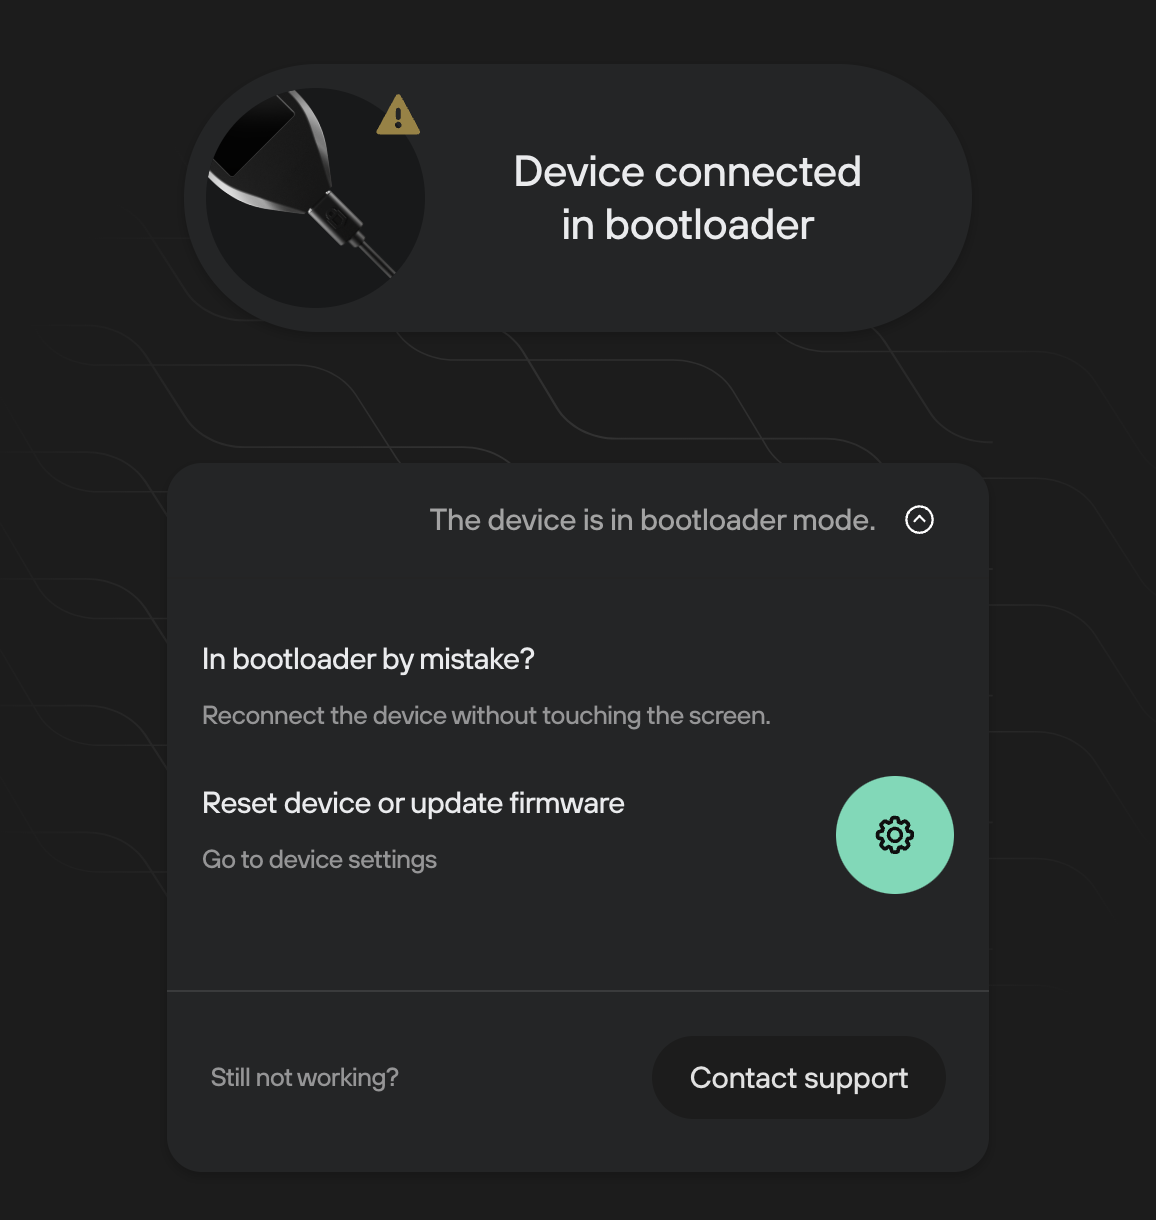 Device connected
in bootloader
The device is in bootloader mode.
In bootloader by mistake?
Reconnect the device without touching the screen.
Reset device or update firmware
Go to device settings
Still not working?
Contact support